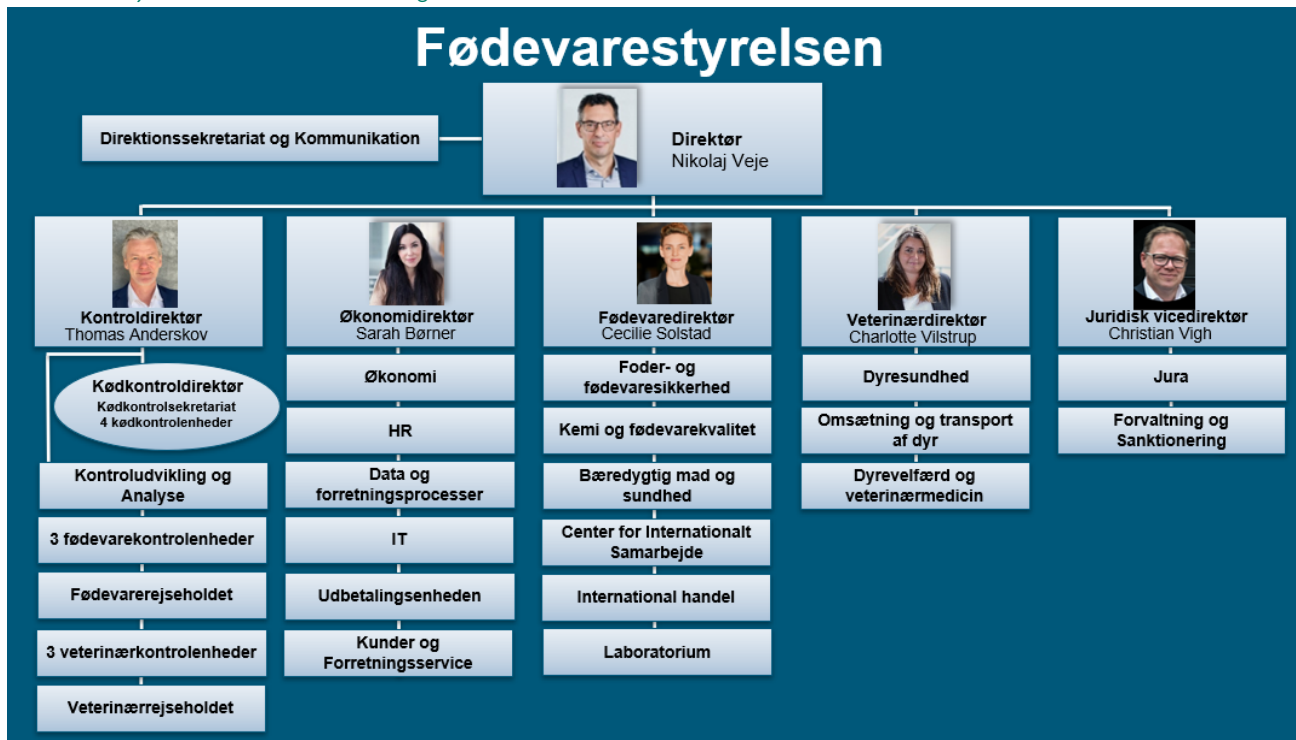 Fødevarestyrelsen
Direktionssekretariat og Kommunikation
Direktør
Nikolaj Veje
Kontroldirektør
Thomas Anderskov
Kødkontroldirektør
Kødkontrolsekretariat
4 kødkontrolenheder
Kontroludvikling og
Analyse
3 fødevarekontrolenheder
Fødevarerejseholdet
3 veterinærkontrolenheder
Veterinærrejseholdet
Økonomidirektør
Sarah Børner
Økonomi
HR
Data og
forretningsprocesser
IT
Udbetalingsenheden
Kunder og
Forretningsservice
Fødevaredirektør
Cecilie Solstad
Foder- og
fødevaresikkerhed
Kemi og fødevarekvalitet
Bæredygtig mad og
sundhed
Center for Internationalt
Samarbejde
International handel
Laboratorium
Veterinærdirektør
Charlotte Vilstrup
Dyresundhed
Omsætning og transport
af dyr
Dyrevelfærd og
veterinærmedicin
Juridisk vicedirektør
Christian Vigh
Jura
Forvaltning og
Sanktionering